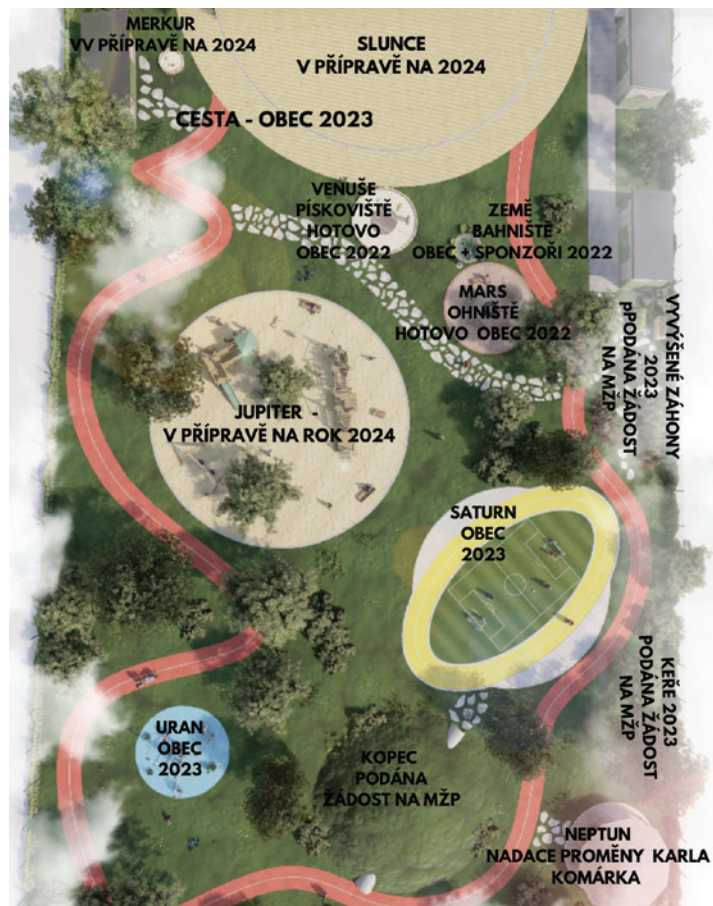 MERKUR
VV PŘÍPRAVĚ NA 2024
SLUNCE
V PŘÍPRAVĚ NA 2024
CESTA - OBEC 2023
VENUŠE
PÍSKOVIŠTĚ
HOTOVO
OBEC 2022
ZEMĚ
BAHNIŠTĚ
OBEC + SPONZOŘI 2022
MARS
OHNIŠTĚ
HOTOVO OBEC 2022
VYVÝŠENÉ ZÁHONY
2023
pPODÁNA ŽÁDOST
NA MŽP
JUPITER -
V PŘÍPRAVĚ NA ROK 2024
SATURN
OBEC
2023
KEŘE 2023
PODÁNA ŽÁDOST
NA MŽP
URAN
OBEC
2023
KOPEC
PODÁNA
ŽÁDOST NA MŽP
NEPTUN
NADACE PROMĚNY KARLA
KOMÁRKA